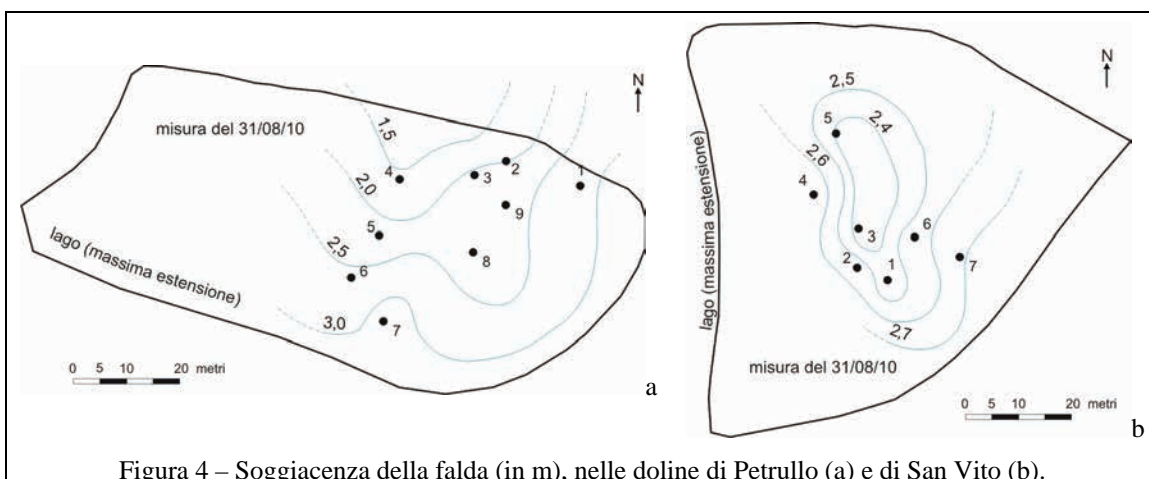 N
misura del 31/08/10
1,5
2,0
2,5
3,0
1
2
3
4
5
6
7
8
9
lago (massima estensione)
0 5 10 20 metri
a
N
2,5
2,4
2,6
2,7
5
4
3
6
2
1
7
lago (massima estensione)
misura del 31/08/10
0 5 10 20 metri
b
Figura 4 – Soggiacenza della falda (in m), nelle doline di Petrullo (a) e di San Vito (b).